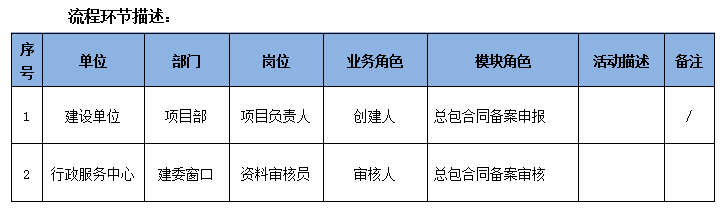 流程环节描述：
序号 单位 部门 岗位 业务角色 模块角色 活动描述 备注
1 建设单位 项目部 项目负责人 创建人 总包合同备案申报 /
2 行政服务中心 建委窗口 资料审核员 审核人 总包合同备案审核